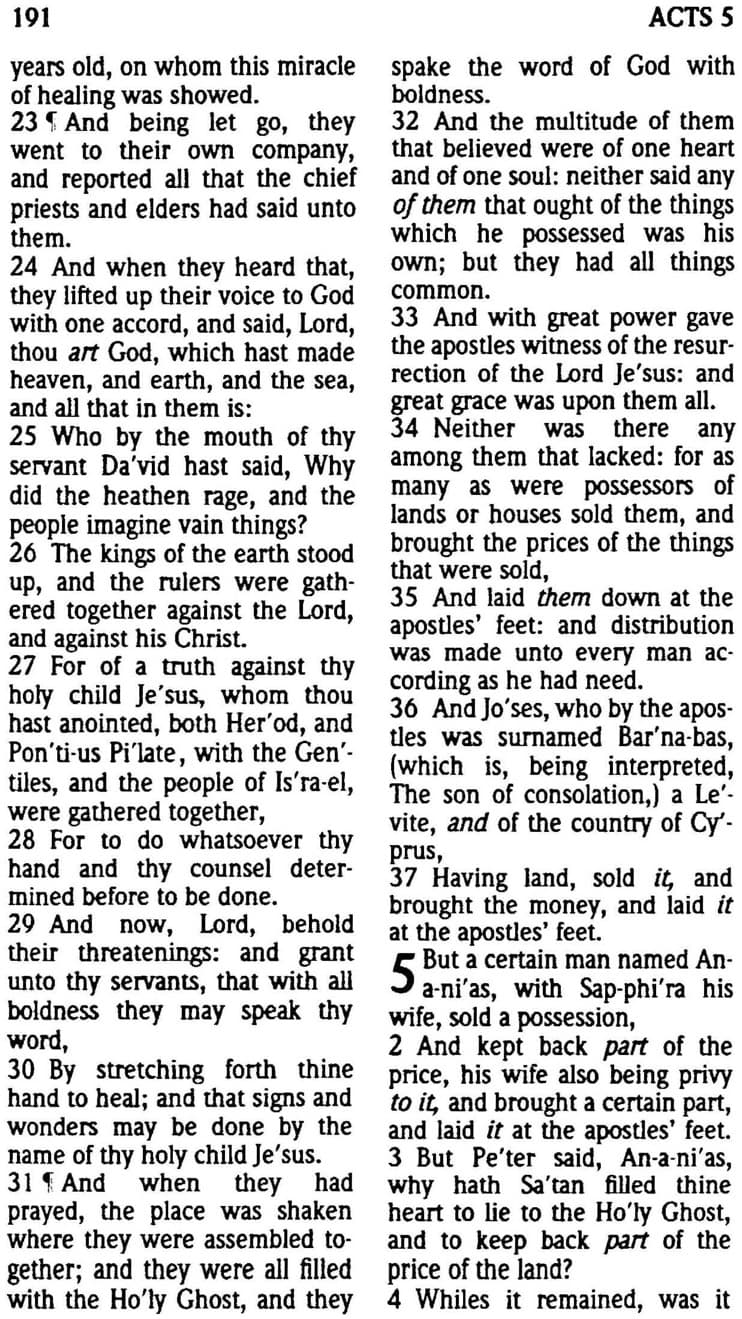 191
ACTS 5
years old, on whom this miracle
of healing was showed.
23 ¶ And being let go, they
went to their own company,
and reported all that the chief
priests and elders had said unto
them.
24 And when they heard that,
they lifted up their voice to God
with one accord, and said, Lord,
thou art God, which hast made
heaven, and earth, and the sea,
and all that in them is:
25 Who by the mouth of thy
servant Da'vid hast said, Why
did the heathen rage, and the
people imagine vain things?
26 The kings of the earth stood
up, and the rulers were gath-
ered together against the Lord,
and against his Christ.
27 For of a truth against thy
holy child Je'sus, whom thou
hast anointed, both Her'od, and
Pon'ti-us Pi'late, with the Gen'-
tiles, and the people of Is'ra-el,
were gathered together,
28 For to do whatsoever thy
hand and thy counsel deter-
mined before to be done.
29 And now, Lord, behold
their threatenings: and grant
unto thy servants, that with all
boldness they may speak thy
word,
30 By stretching forth thine
hand to heal; and that signs and
wonders may be done by the
name of thy holy child Je'sus.
31 ¶ And when they had
prayed, the place was shaken
where they were assembled to-
gether; and they were all filled
with the Ho'ly Ghost, and they
spake the word of God with
boldness.
32 And the multitude of them
that believed were of one heart
and of one soul: neither said any
of them that ought of the things
which he possessed was his
own; but they had all things
common.
33 And with great power gave
the apostles witness of the resur-
rection of the Lord Je'sus: and
great grace was upon them all.
34 Neither was there any
among them that lacked: for as
many as were possessors of
lands or houses sold them, and
brought the prices of the things
that were sold,
35 And laid them down at the
apostles' feet: and distribution
was made unto every man ac-
cording as he had need.
36 And Jo'ses, who by the apos-
tles was surnamed Bar'na-bas,
(which is, being interpreted,
The son of consolation,) a Le'-
vite, and of the country of Cy'-
prus,
37 Having land, sold it, and
brought the money, and laid it
at the apostles' feet.
5 But a certain man named An-
a-ni'as, with Sap-phi'ra his
wife, sold a possession,
2 And kept back part of the
price, his wife also being privy
to it, and brought a certain part,
and laid it at the apostles' feet.
3 But Pe'ter said, An-a-ni'as,
why hath Sa'tan filled thine
heart to lie to the Ho'ly Ghost,
and to keep back part of the
price of the land?
4 Whiles it remained, was it